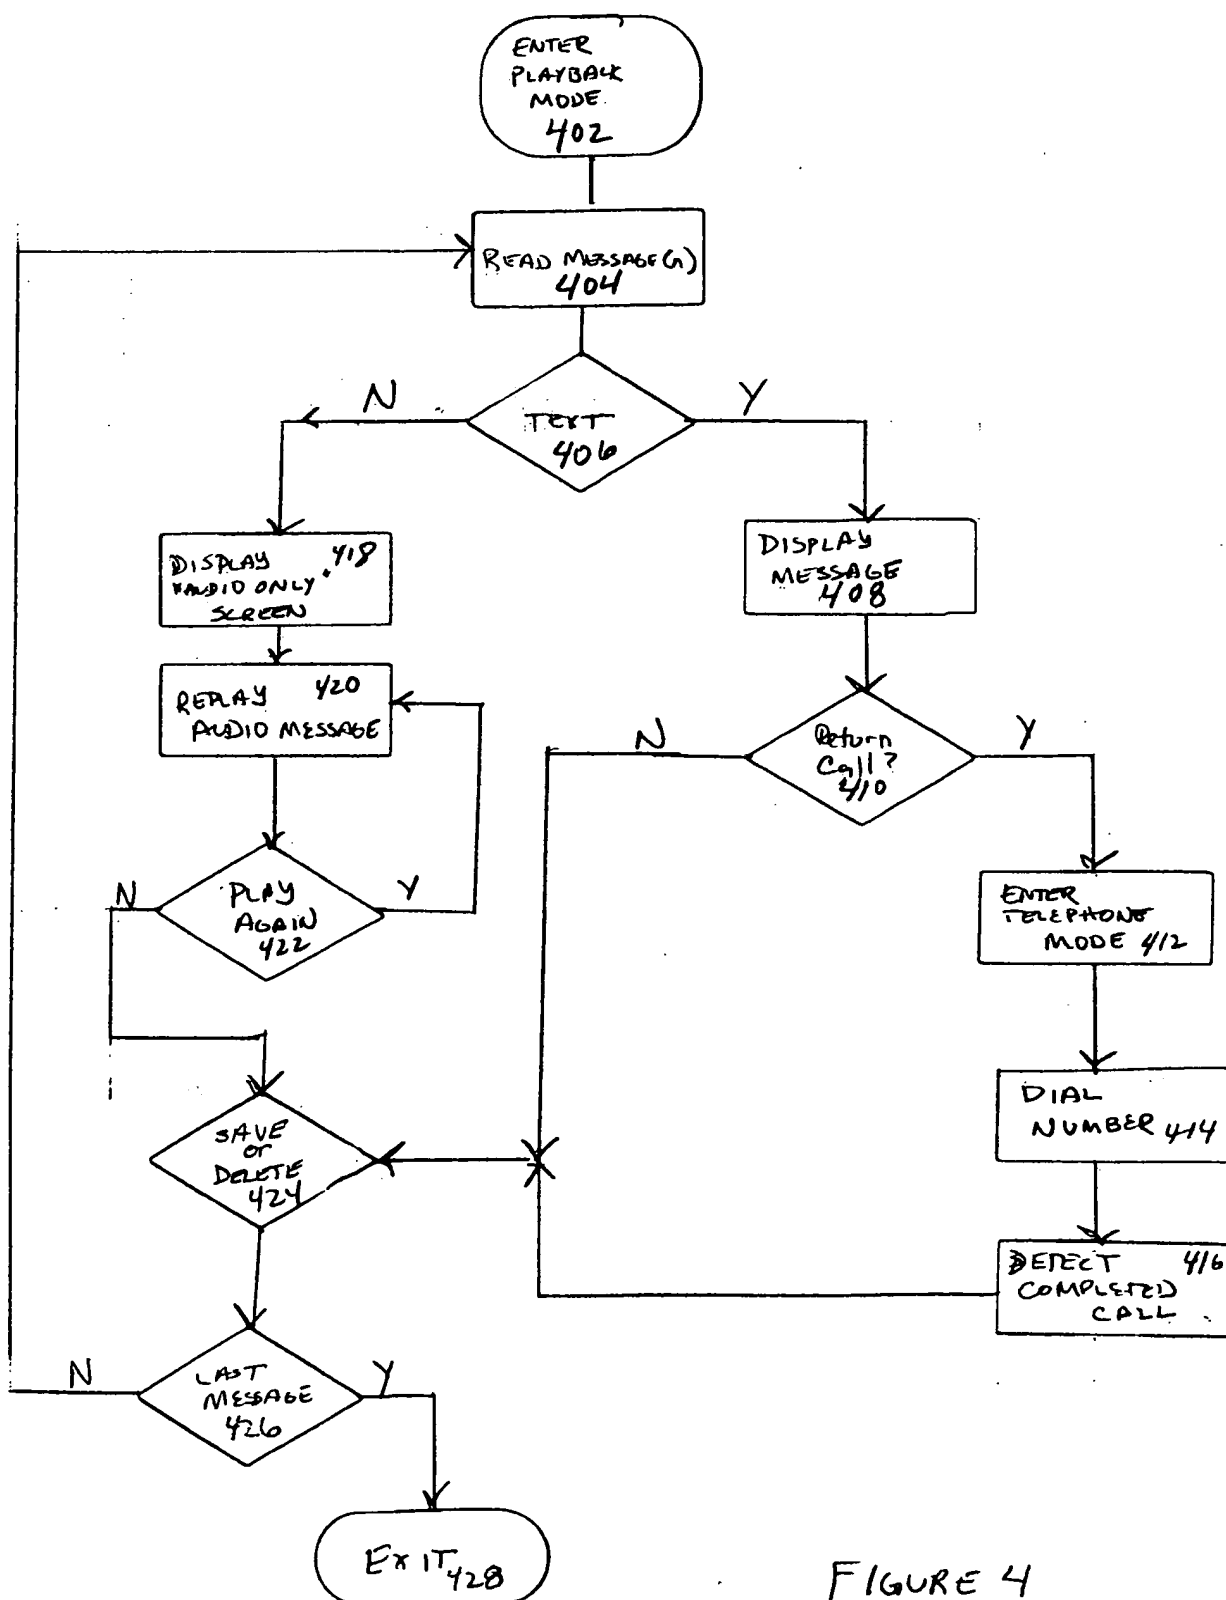 ENTER
PLAYBACK
MODE
402
READ MESSAGE(n)
404
N
Y
TEXT
406
DISPLAY 418
"AUDIO ONLY"
SCREEN
DISPLAY
MESSAGE
408
REPLAY 420
AUDIO MESSAGE
N
Return
Call?
410
Y
N
PLAY
AGAIN
422
Y
ENTER
TELEPHONE
MODE 412
DIAL
NUMBER 414
SAVE
or
DELETE
424
DETECT 416
COMPLETED
CALL
N
LAST
MESSAGE
426
Y
EXIT 428
FIGURE 4